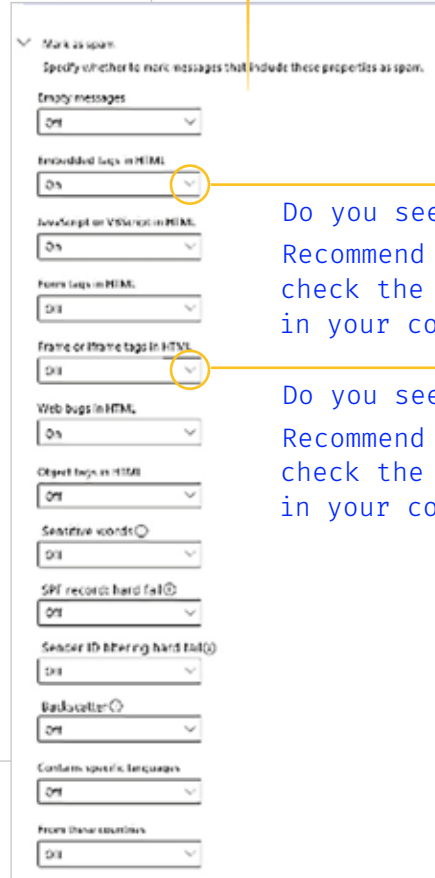 Mark as spam
Specify whether to mark messages that include these properties as spam.
Empty messages
Off
Embedded tags in HTML
On
Do you see
JavaScript or VBScript in HTML
On
Recommend
check the
Form tags in HTML
Off
in your co
Frame or iframe tags in HTML
Off
Do you see
Web bugs in HTML
On
Recommend
check the
Object tags in HTML
Off
in your co
Sensitive words
Off
SPF record: hard fail
Off
Sender ID filtering hard fail
Off
Backscatter
Off
Contains specific languages
Off
From these countries
Off